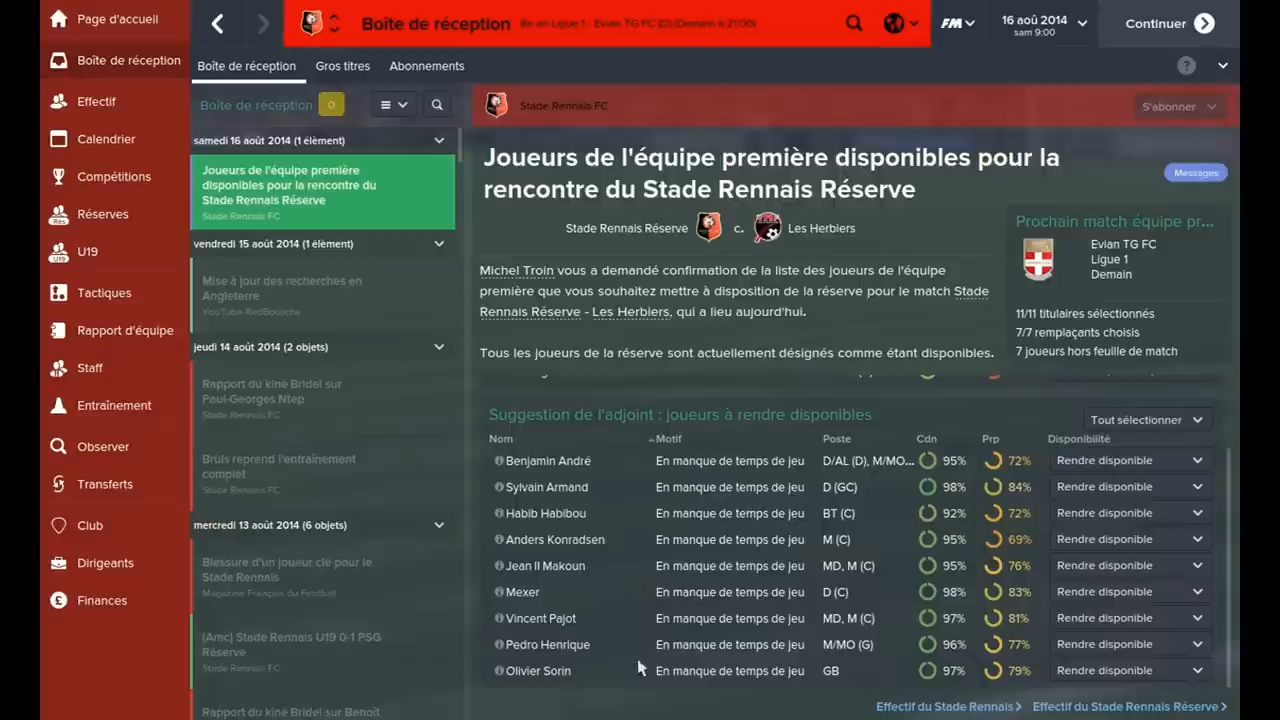 Page d'accueil
Boîte de réception
Effectif
Calendrier
Compétitions
Réserves
U19
Tactiques
Rapport d'équipe
Staff
Entraînement
Observer
Transferts
Club
Dirigeants
Finances
Boîte de réception
8e en Ligue 1 - Evian TG FC (D) (Demain à 21:00)
FM
16 août 2014
sam 9:00
Continuer
Boîte de réception Gros titres Abonnements
Boîte de réception 0
samedi 16 août 2014 (1 élément)
Joueurs de l'équipe première
disponibles pour la rencontre du
Stade Rennais Réserve
Stade Rennais FC
vendredi 15 août 2014 (1 élément)
Mise à jour des recherches en
Angleterre
YouTube RedBouche
jeudi 14 août 2014 (2 objets)
Rapport du kiné Bridel sur
Paul-Georges Ntep
Stade Rennais FC
Bruls reprend l'entraînement
complet
Stade Rennais FC
mercredi 13 août 2014 (6 objets)
Blessure d'un joueur clé pour le
Stade Rennais
Magazine Français du Football
(Amc) Stade Rennais U19 0-1 PSG
Réserve
Stade Rennais FC
Rapport du kiné Bridel sur Benoît
Stade Rennais FC
S'abonner
Joueurs de l'équipe première disponibles pour la
rencontre du Stade Rennais Réserve
Messages
Stade Rennais Réserve c. Les Herbiers
Michel Troin vous a demandé confirmation de la liste des joueurs de l'équipe
première que vous souhaitez mettre à disposition de la réserve pour le match Stade
Rennais Réserve - Les Herbiers, qui a lieu aujourd'hui.
Tous les joueurs de la réserve sont actuellement désignés comme étant disponibles.
Prochain match équipe pr...
Evian TG FC
Ligue 1
Demain
11/11 titulaires sélectionnés
7/7 remplaçants choisis
7 joueurs hors feuille de match
Suggestion de l'adjoint : joueurs à rendre disponibles
Tout sélectionner
Nom Motif Poste Cdn Prp Disponibilité
Benjamin André En manque de temps de jeu D/AL (D), M/MO... 95% 72% Rendre disponible
Sylvain Armand En manque de temps de jeu D (GC) 98% 84% Rendre disponible
Habib Habibou En manque de temps de jeu BT (C) 92% 72% Rendre disponible
Anders Konradsen En manque de temps de jeu M (C) 95% 69% Rendre disponible
Jean II Makoun En manque de temps de jeu MD, M (C) 95% 76% Rendre disponible
Mexer En manque de temps de jeu D (C) 98% 83% Rendre disponible
Vincent Pajot En manque de temps de jeu MD, M (C) 97% 81% Rendre disponible
Pedro Henrique En manque de temps de jeu M/MO (G) 96% 77% Rendre disponible
Olivier Sorin En manque de temps de jeu GB 97% 79% Rendre disponible
Effectif du Stade Rennais Effectif du Stade Rennais Réserve